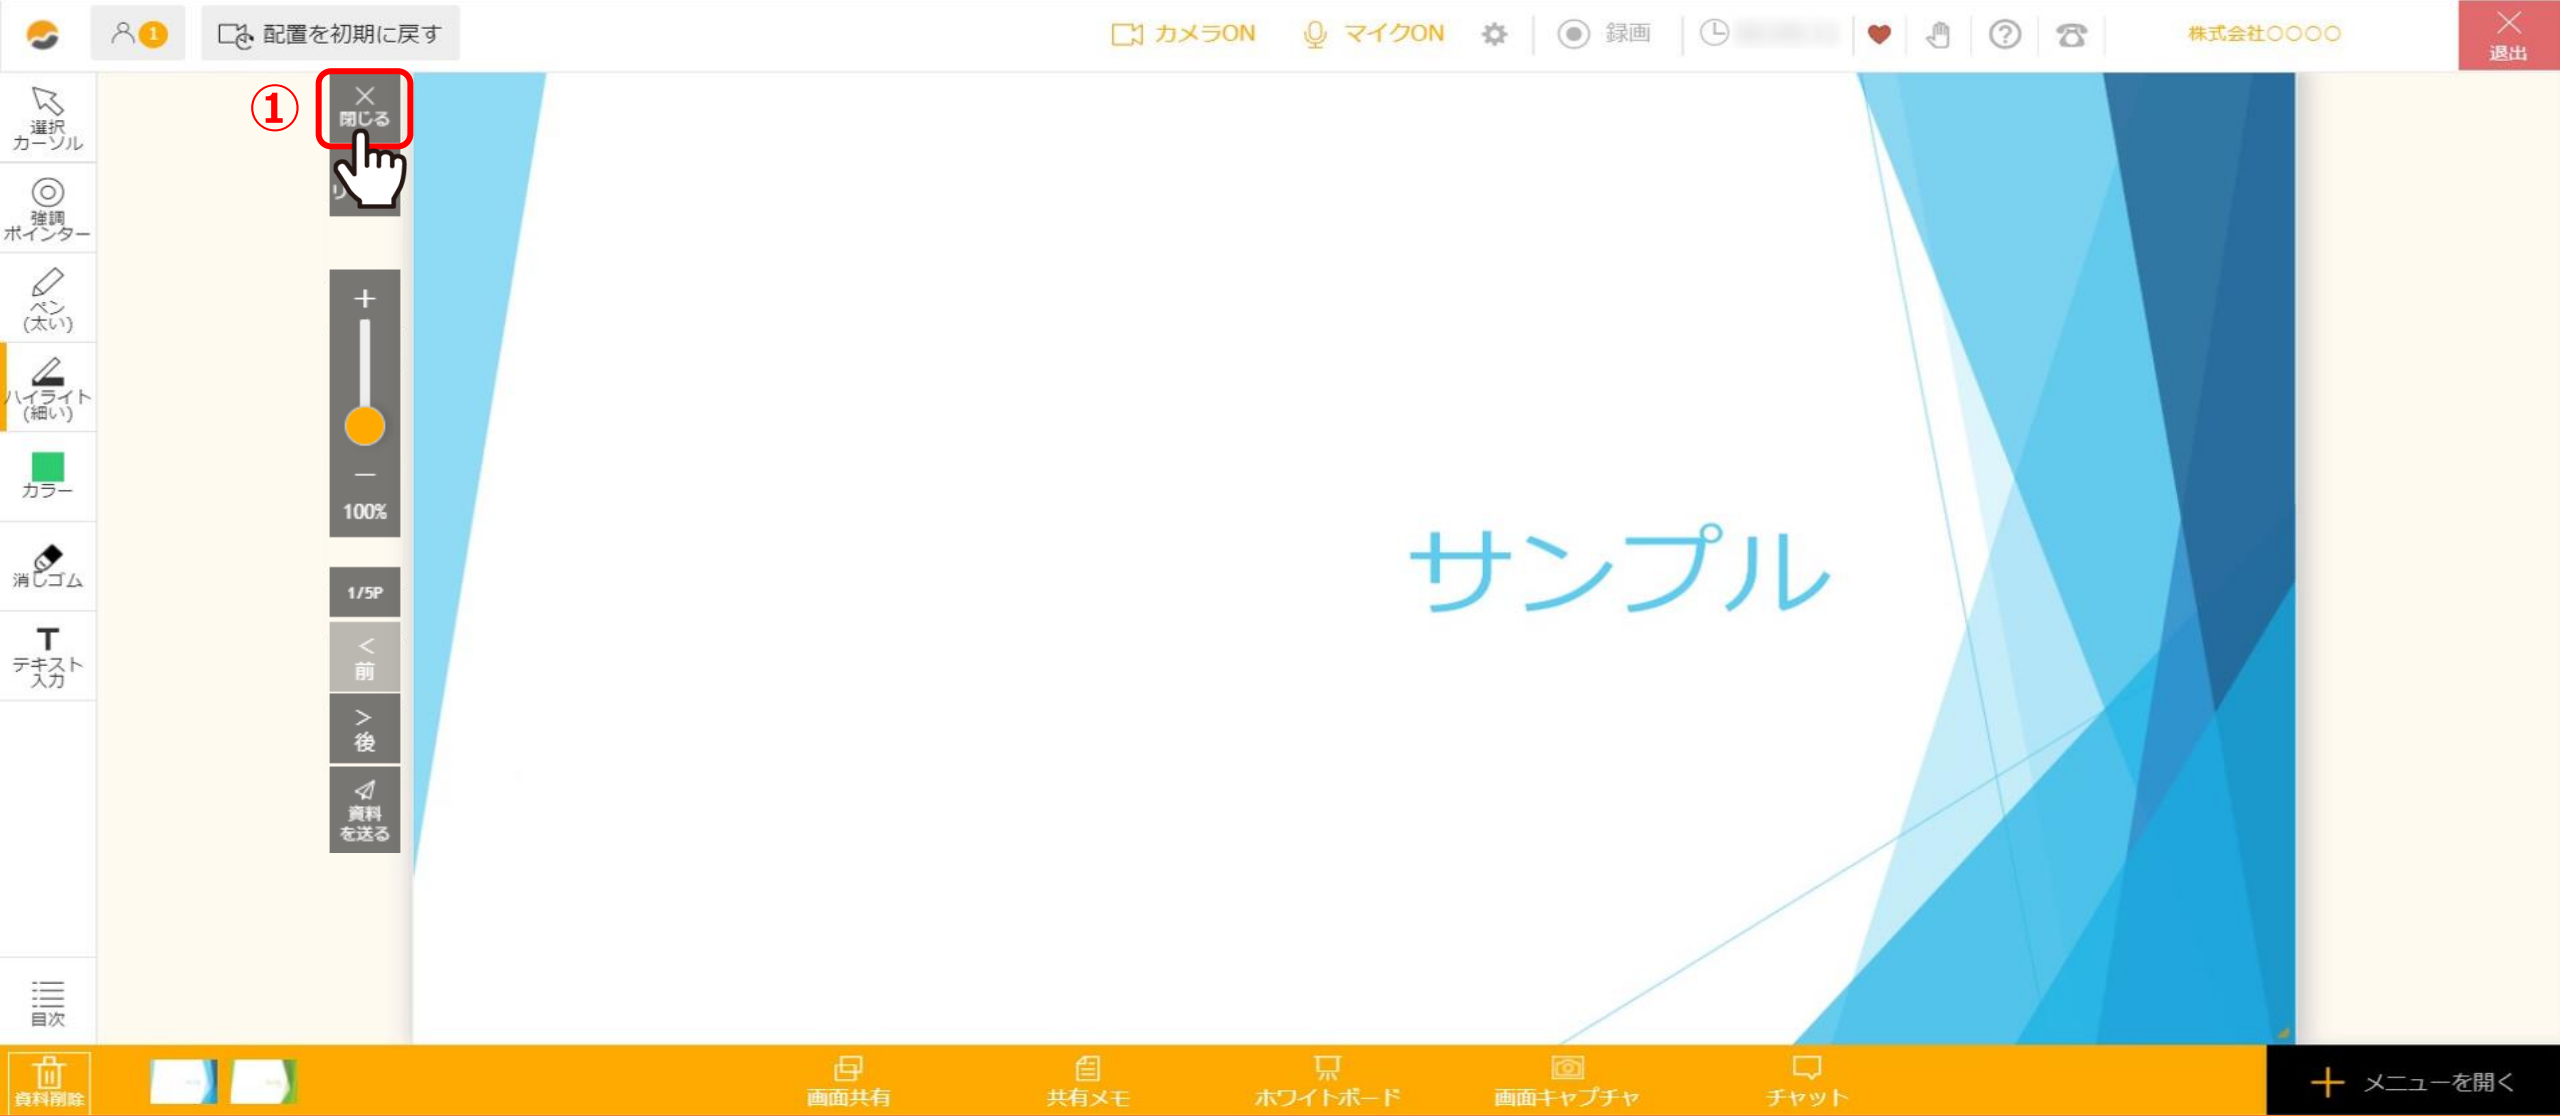 1
配置を初期に戻す
カメラON
マイクON
録画
株式会社○○○○
退出
①
閉じる
リ
選択
カーソル
強調
ポインター
ペン
(太い)
ハイライト
(細い)
カラー
消しゴム
テキスト
入力
目次
100%
1/5P
前
後
資料
を送る
サンプル
資料削除
画面共有
共有メモ
ホワイトボード
画面キャプチャ
チャット
メニューを開く